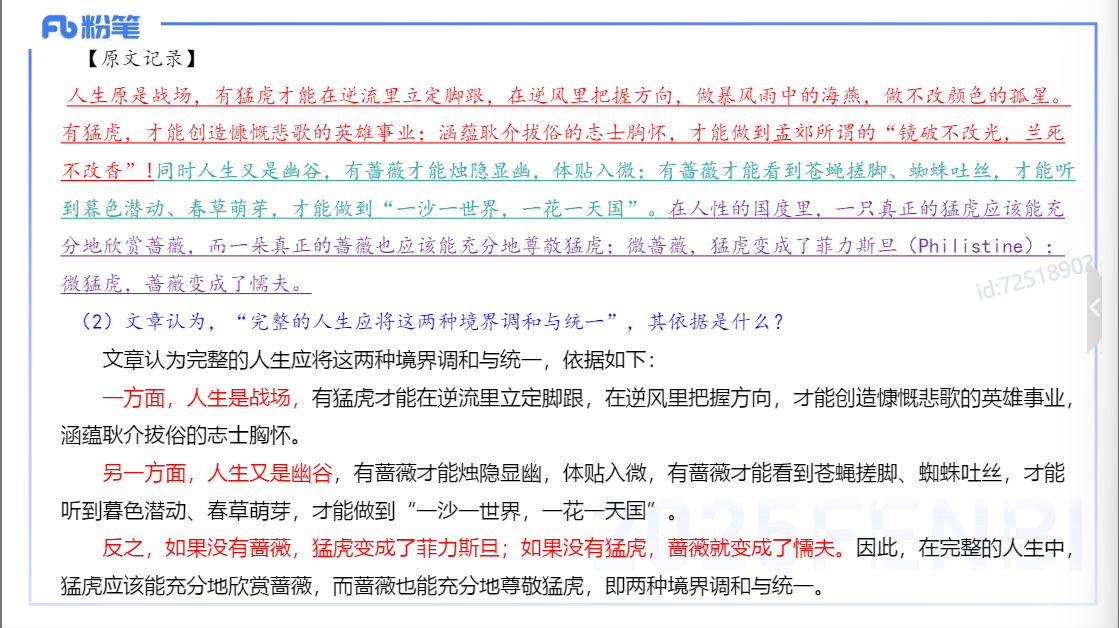 粉笔
【原文记录】
人生原是战场，有猛虎才能在逆流里立定脚跟，在逆风里把握方向，做暴风雨中的海燕，做不改颜色的孤星。
有猛虎，才能创造慷慨悲歌的英雄事业；涵蕴耿介拔俗的志士胸怀，才能做到孟郊所谓的“镜破不改光，兰死
不改香”!同时人生又是幽谷，有蔷薇才能烛隐显幽，体贴入微；有蔷薇才能看到苍蝇搓脚、蜘蛛吐丝，才能听
到暮色潜动、春草萌芽，才能做到“一沙一世界，一花一天国”。在人性的国度里，一只真正的猛虎应该能充
分地欣赏蔷薇，而一朵真正的蔷薇也应该能充分地尊敬猛虎；微蔷薇，猛虎变成了菲力斯旦（Philistine）；
微猛虎，蔷薇变成了懦夫。
id:72518903
（2）文章认为，“完整的人生应将这两种境界调和与统一”，其依据是什么？
文章认为完整的人生应将这两种境界调和与统一，依据如下：
一方面，人生是战场，有猛虎才能在逆流里立定脚跟，在逆风里把握方向，才能创造慷慨悲歌的英雄事业，
涵蕴耿介拔俗的志士胸怀。
另一方面，人生又是幽谷，有蔷薇才能烛隐显幽，体贴入微，有蔷薇才能看到苍蝇搓脚、蜘蛛吐丝，才能
听到暮色潜动、春草萌芽，才能做到“一沙一世界，一花一天国”。
2025FENBI
反之，如果没有蔷薇，猛虎变成了菲力斯旦；如果没有猛虎，蔷薇就变成了懦夫。因此，在完整的人生中，
猛虎应该能充分地欣赏蔷薇，而蔷薇也能充分地尊敬猛虎，即两种境界调和与统一。